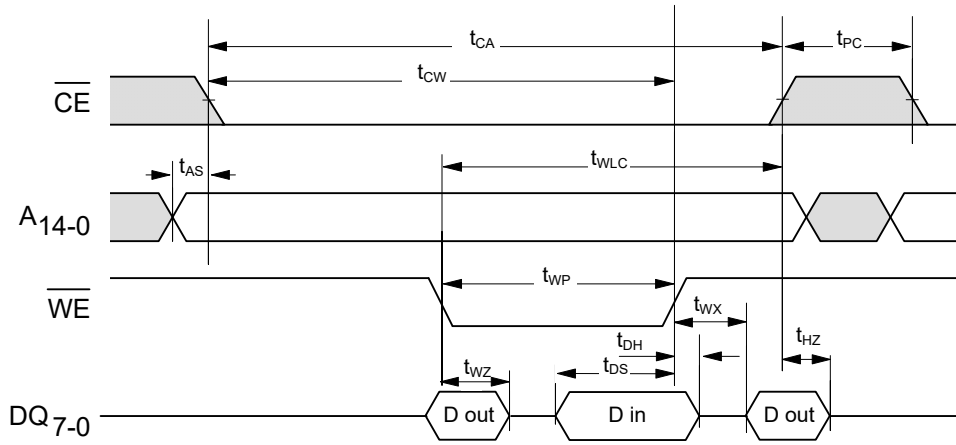 tCA
tPC
tCW
CE
tWLC
tAS
A14-0
tWP
WE
tWX
tDH
tHZ
tWZ
tDS
DQ7-0
D out
D in
D out